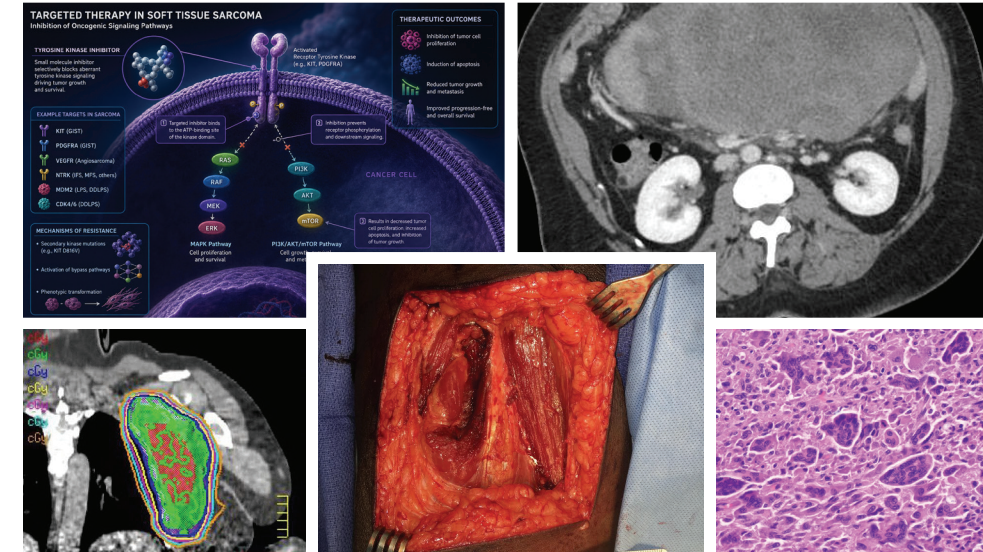 TARGETED THERAPY IN SOFT TISSUE SARCOMA
Inhibition of Oncogenic Signaling Pathways
TYROSINE KINASE INHIBITOR
Small molecule inhibitor
selectively blocks aberrant
tyrosine kinase signaling
driving tumor growth
and survival.
Activated
Receptor Tyrosine Kinase
(e.g., KIT, PDGFRA)
THERAPEUTIC OUTCOMES
Inhibition of tumor cell
proliferation
Induction of apoptosis
Reduced tumor growth
and metastasis
Improved progression-free
and overall survival
EXAMPLE TARGETS IN SARCOMA
KIT (GIST)
PDGFRA (GIST)
VEGFR (Angiosarcoma)
NTRK (IFS, MFS, others)
MOM2 (LPS, DDLPS)
CDK4/6 (DDLPS)
1 Targeted inhibitor binds
to the ATP-binding site
of the kinase domain.
2 Inhibition prevents
receptor phosphorylation
and downstream signaling.
RAS
RAF
MEK
ERK
PI3K
AKT
mTOR
CANCER CELL
3 Results in decreased tumor
cell proliferation, increased
apoptosis, and inhibition
of tumor growth
MAPK Pathway
Cell proliferation
and survival
PI3K/AKT/mTOR Pathway
Cell growth
MECHANISMS OF RESISTANCE
• Secondary kinase mutations
(e.g., KIT D816V)
• Activation of bypass pathways
• Phenotypic transformation
cGy
cGy
cGy
cGy
cGy
cGy
cGy